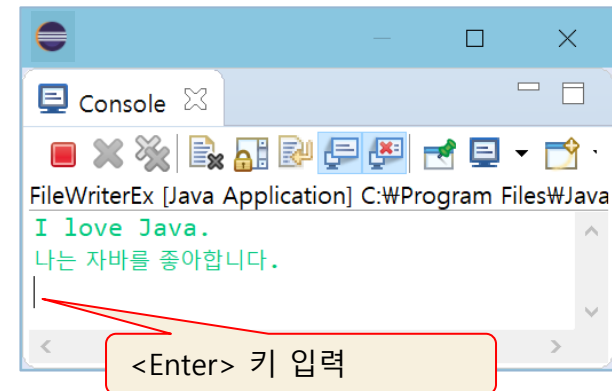 Console
FileWriterEx [Java Application] C:₩Program Files₩Java
I love Java.
나는 자바를 좋아합니다.
<Enter> 키 입력